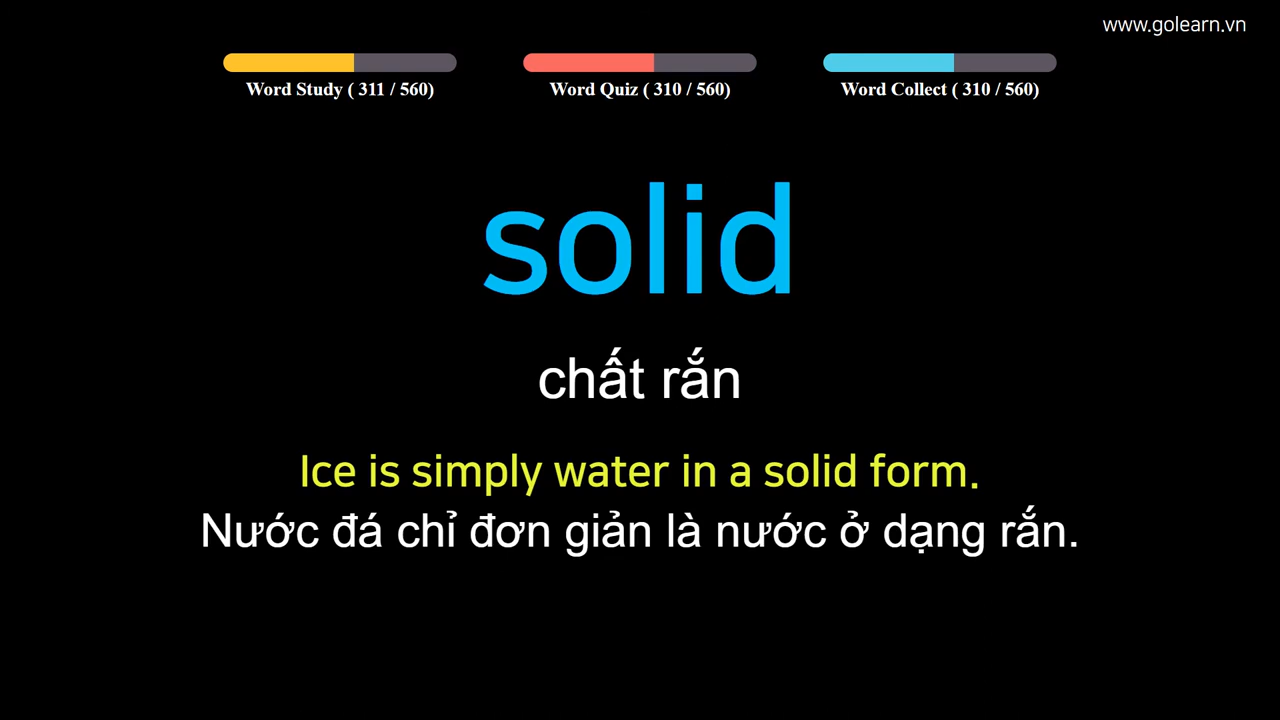 www.golearn.vn
Word Study ( 311 / 560)
Word Quiz ( 310 / 560)
Word Collect ( 310 / 560)
solid
chất rắn
Ice is simply water in a solid form.
Nước đá chỉ đơn giản là nước ở dạng rắn.